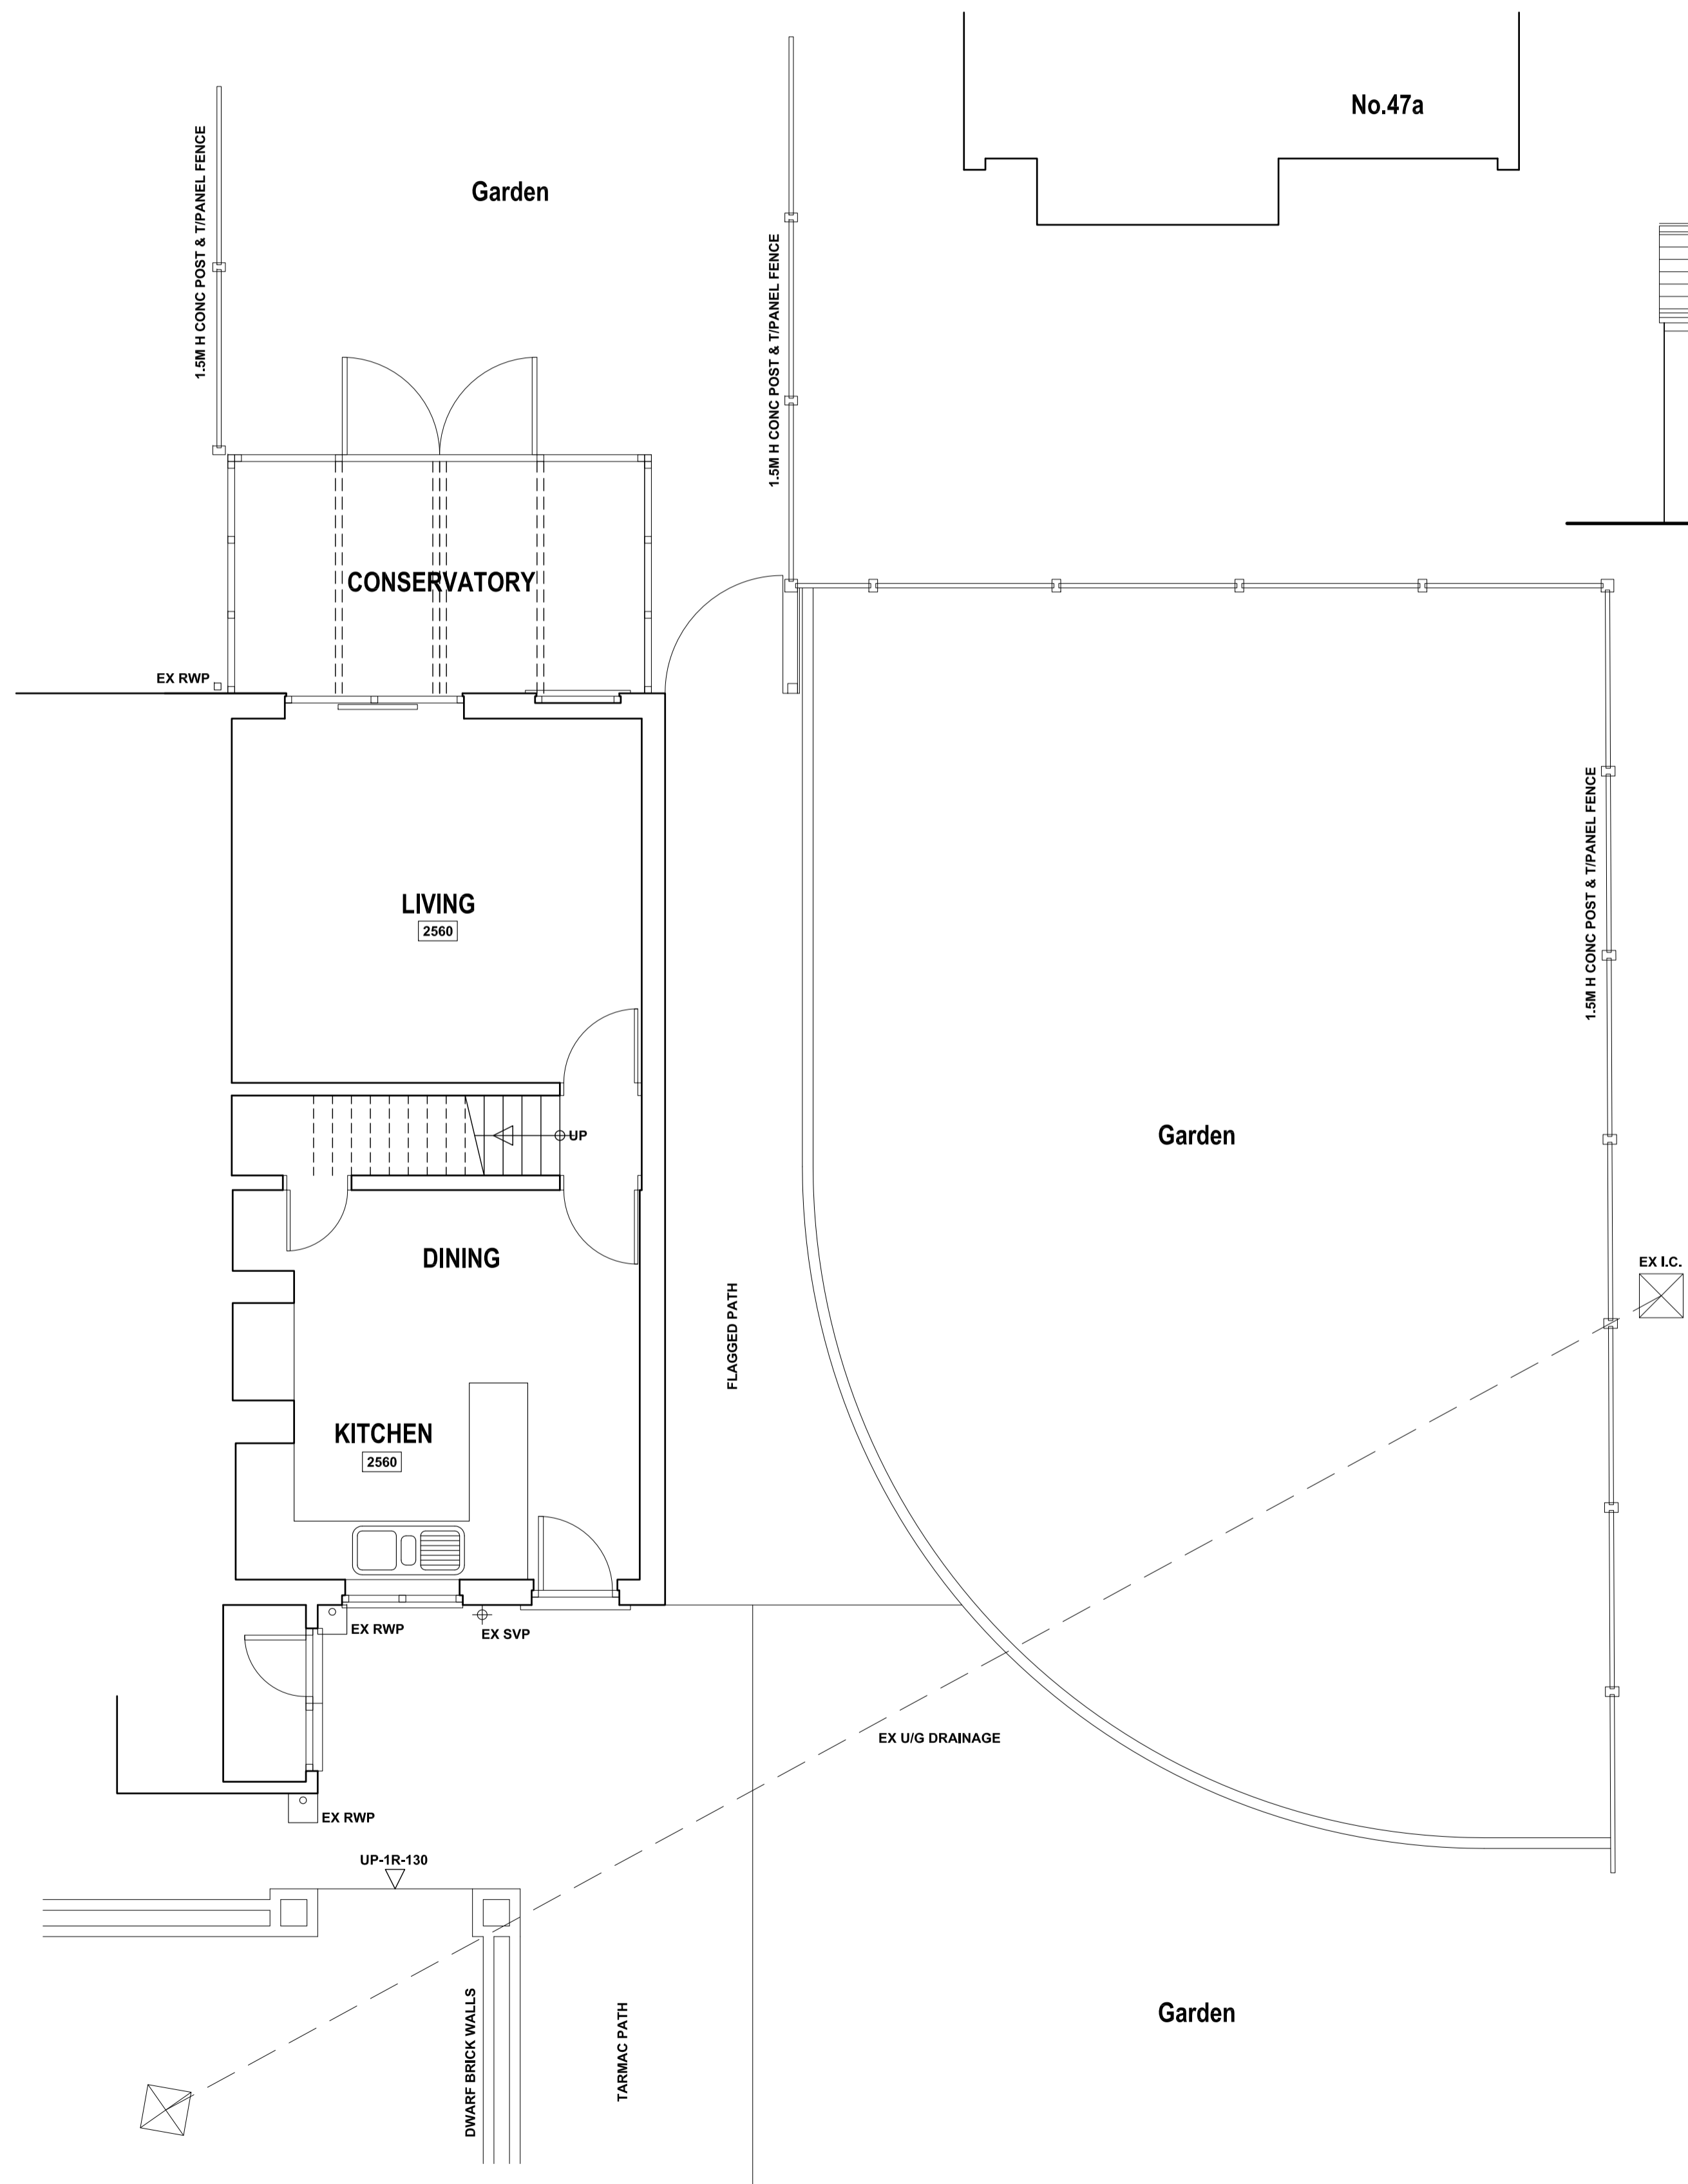 No.47a
1.5M H CONC POST & T/PANEL FENCE
Garden
1.5M H CONC POST & T/PANEL FENCE
CONSERVATORY
EX RWP
LIVING
2560
1.5M H CONC POST & T/PANEL FENCE
UP
Garden
DINING
EX I.C.
FLAGGED PATH
KITCHEN
2560
EX RWP
EX SVP
EX U/G DRAINAGE
EX RWP
UP-1R-130
DWARF BRICK WALLS
TARMAC PATH
Garden